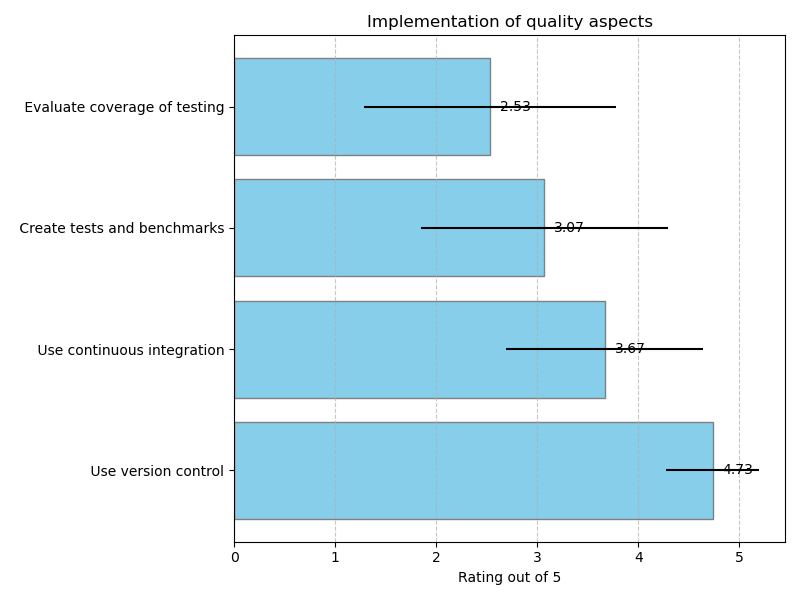 Implementation of quality aspects
Evaluate coverage of testing
2.53
Create tests and benchmarks
3.07
Use continuous integration
3.67
Use version control
4.73
0 1 2 3 4 5
Rating out of 5